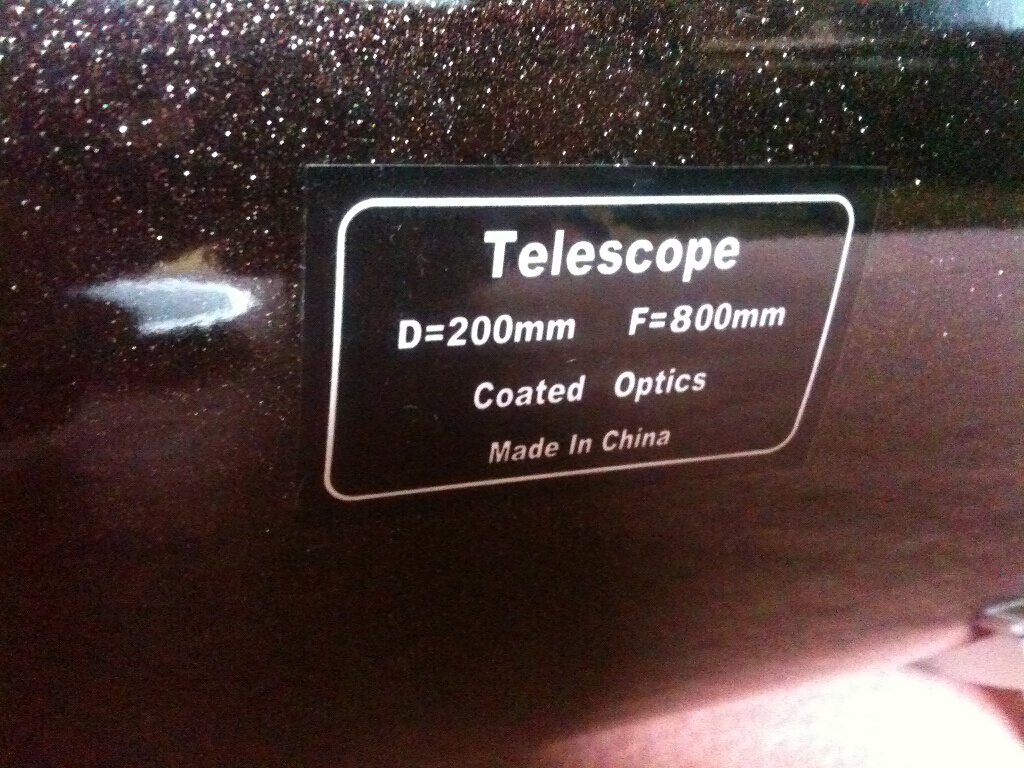 Telescope
D=200mm F=800mm
Coated Optics
Made In China